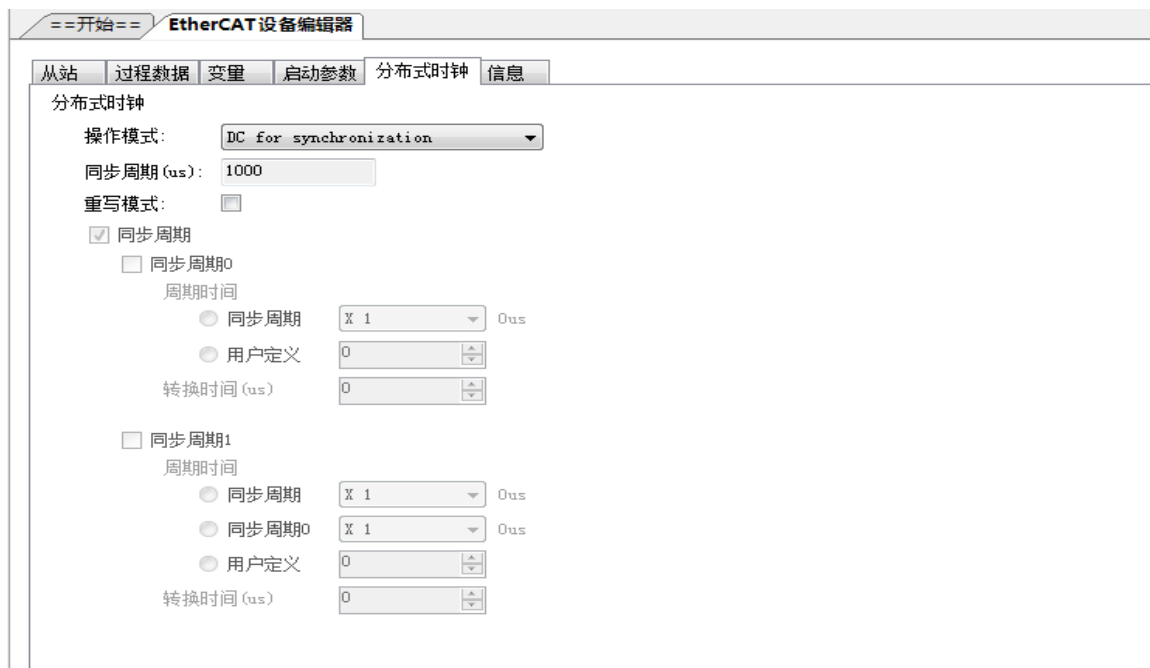 ==开始== EtherCAT设备编辑器
从站 过程数据 变量 启动参数 分布式时钟 信息
分布式时钟
操作模式: DC for synchronization
同步周期(us): 1000
重写模式:
同步周期
同步周期0
周期时间
同步周期 X 1 0us
用户定义 0
转换时间(us) 0
同步周期1
周期时间
同步周期 X 1 0us
同步周期0 X 1 0us
用户定义 0
转换时间(us) 0